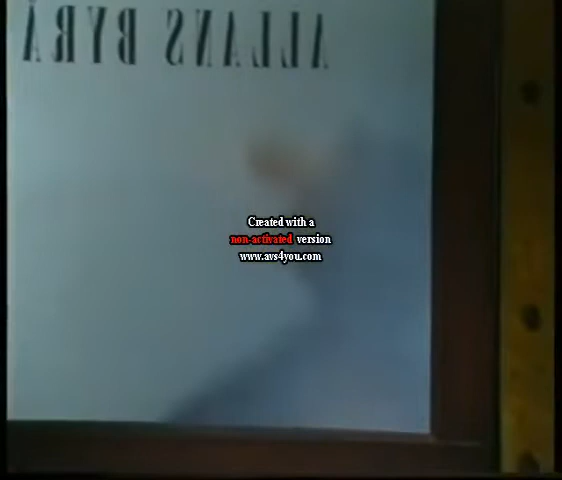 ALLANS BYRÅ
Created with a
non-activated version
www.avs4you.com